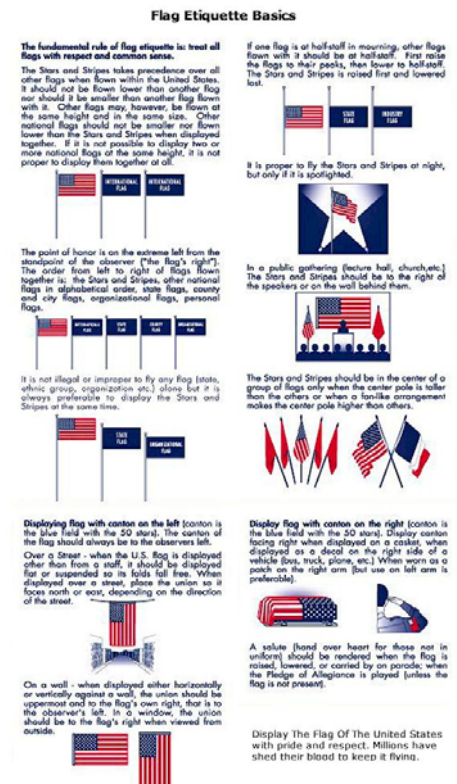 Flag Etiquette Basics
The fundamental rule of flag etiquette is: treat all
flags with respect and common sense.
The Stars and Stripes takes precedence over all
other flags when flown within the United States.
It should not be flown lower than another flag
nor should it be smaller than another flag flown
with it. Other flags may, however, be flown at
the same height and in the same size. Other
national flags should not be smaller nor flown
lower than the Stars and Stripes when displayed
together. If it is not possible to display two or
more national flags at the same height, it is not
proper to display them together at all.
INTERNATIONAL FLAG
INTERNATIONAL FLAG
The point of honor is on the extreme left from the
standpoint of the observer ("the flag's right").
The order from left to right of flags flown
together is: the Stars and Stripes, other national
flags in alphabetical order, state flags, county
and city flags, organizational flags, personal
flags.
INTERNATIONAL FLAG
STATE FLAG
COUNTY FLAG
ORGANIZATIONAL FLAG
It is not illegal or improper to fly any flag (state,
ethnic group, organization etc.) alone but it is
always preferable to display the Stars and
Stripes at the same time.
STATE FLAG
ORGANIZATIONAL FLAG
If one flag is at half-staff in mourning, other flags
flown with it should be at half-staff. First raise
the flags to their peaks, then lower to half-staff.
The Stars and Stripes is raised first and lowered
last.
STATE FLAG
INDUSTRY FLAG
It is proper to fly the Stars and Stripes at night,
but only if it is spotlighted.
In a public gathering (lecture hall, church,etc.)
The Stars and Stripes should be to the right of
the speakers or on the wall behind them.
The Stars and Stripes should be in the center of a
group of flags only when the center pole is taller
than the others or when a fan-like arrangement
makes the center pole higher than others.
Displaying flag with canton on the left (canton is
the blue field with the 50 stars). The canton of
the flag should always be to the observers left.
Over a Street - when the U.S. flag is displayed
other than from a staff, it should be displayed
flat or suspended so its folds fall free. When
displayed over a street, place the union so it
faces north or east, depending on the direction
of the street.
On a wall - when displayed either horizontally
or vertically against a wall, the union should be
uppermost and to the flag's own right, that is to
the observer's left. In a window, the union
should be to the flag's right when viewed from
outside.
Display flag with canton on the right (canton is
the blue field with the 50 stars). Display canton
facing right when displayed on a casket, when
displayed as a decal on the right side of a
vehicle (bus, truck, plane, etc.) When worn as a
patch on the right arm (but use on left arm is
preferable).
A salute (hand over heart for those not in
uniform) should be rendered when the flag is
raised, lowered, or carried by on parade; when
the Pledge of Allegiance is played (unless the
flag is not present).
Display The Flag Of The United States
with pride and respect. Millions have
shed their blood to keep it flying.